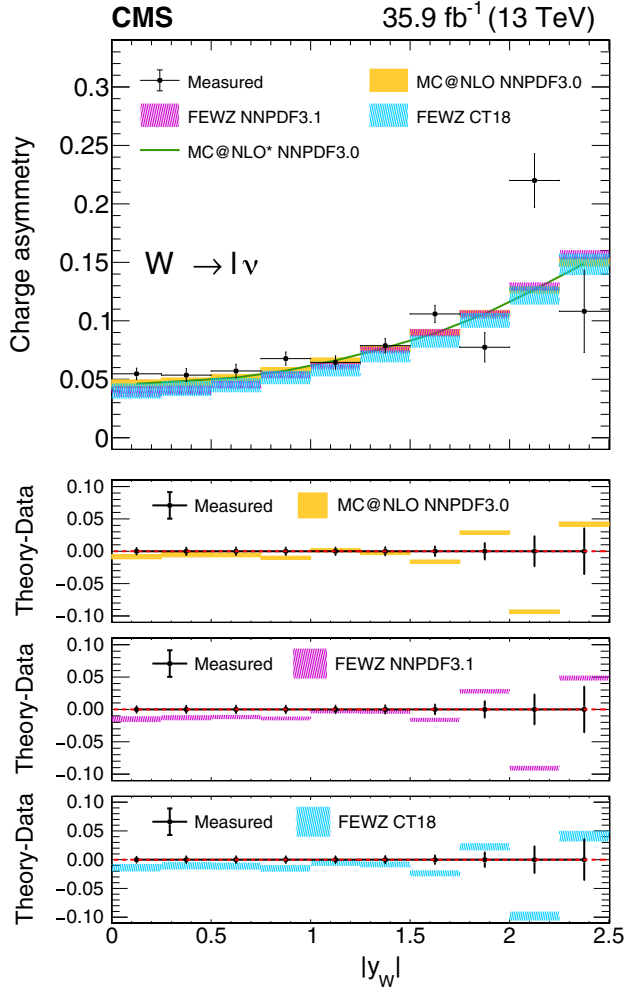 CMS 35.9 fb⁻¹ (13 TeV)
Charge asymmetry
0.3
0.25
0.2
0.15
0.1
0.05
0
Measured MC@NLO NNPDF3.0
FEWZ NNPDF3.1 FEWZ CT18
MC@NLO* NNPDF3.0
W → l ν
Theory-Data
0.10
0.05
0.00
−0.05
−0.10
Measured MC@NLO NNPDF3.0
Theory-Data
0.10
0.05
0.00
−0.05
−0.10
Measured FEWZ NNPDF3.1
Theory-Data
0.10
0.05
0.00
−0.05
−0.10
Measured FEWZ CT18
0 0.5 1 1.5 2 2.5
|y_W|